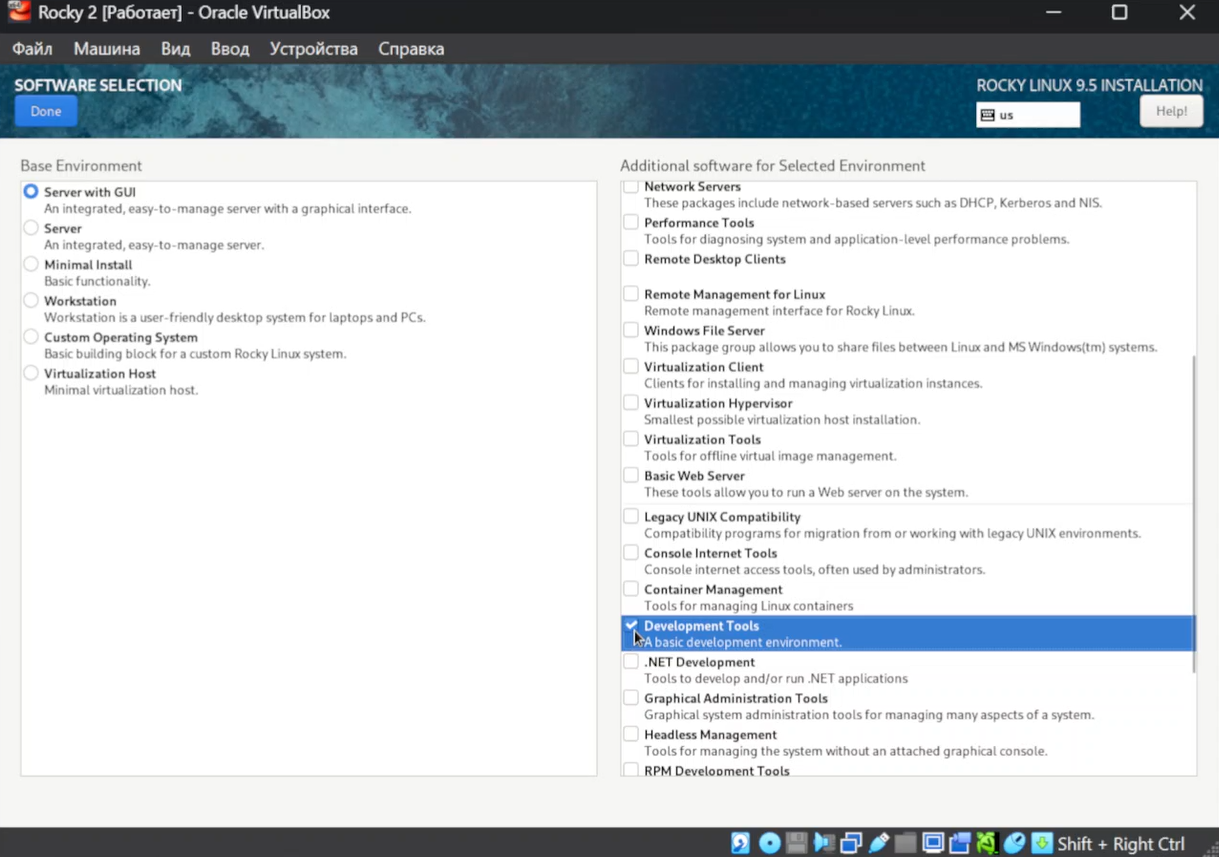 Rocky 2 [Работает] - Oracle VirtualBox
Файл Машина Вид Ввод Устройства Справка
SOFTWARE SELECTION
ROCKY LINUX 9.5 INSTALLATION
Done
us
Help!
Base Environment
Server with GUI
An integrated, easy-to-manage server with a graphical interface.
Server
An integrated, easy-to-manage server.
Minimal Install
Basic functionality.
Workstation
Workstation is a user-friendly desktop system for laptops and PCs.
Custom Operating System
Basic building block for a custom Rocky Linux system.
Virtualization Host
Minimal virtualization host.
Additional software for Selected Environment
Network Servers
These packages include network-based servers such as DHCP, Kerberos and NIS.
Performance Tools
Tools for diagnosing system and application-level performance problems.
Remote Desktop Clients
Remote Management for Linux
Remote management interface for Rocky Linux.
Windows File Server
This package group allows you to share files between Linux and MS Windows(tm) systems.
Virtualization Client
Clients for installing and managing virtualization instances.
Virtualization Hypervisor
Smallest possible virtualization host installation.
Virtualization Tools
Tools for offline virtual image management.
Basic Web Server
These tools allow you to run a Web server on the system.
Legacy UNIX Compatibility
Compatibility programs for migration from or working with legacy UNIX environments.
Console Internet Tools
Console internet access tools, often used by administrators.
Container Management
Tools for managing Linux containers
Development Tools
A basic development environment.
.NET Development
Tools to develop and/or run .NET applications
Graphical Administration Tools
Graphical system administration tools for managing many aspects of a system.
Headless Management
Tools for managing the system without an attached graphical console.
RPM Development Tools
Shift + Right Ctrl